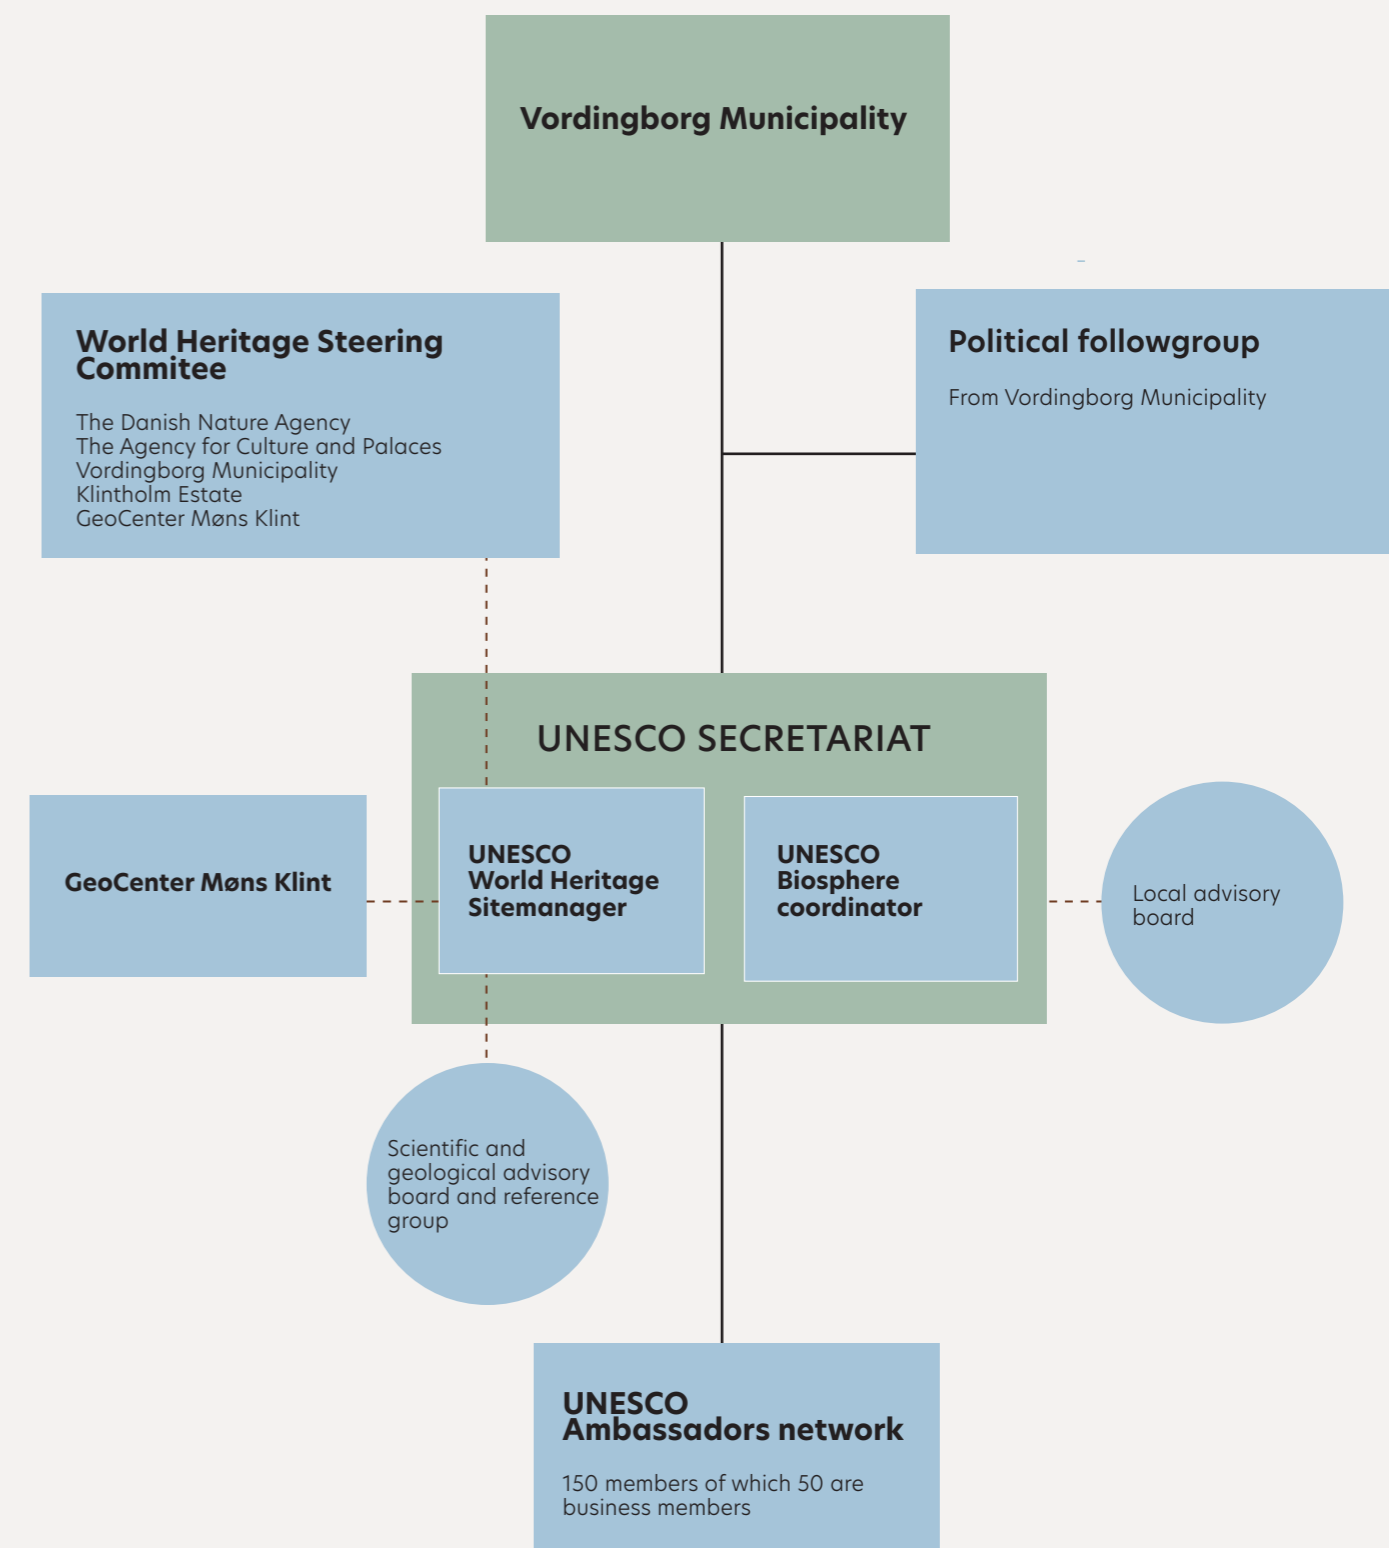 Vordingborg Municipality
World Heritage Steering
Commitee
The Danish Nature Agency
The Agency for Culture and Palaces
Vordingborg Municipality
Klintholm Estate
GeoCenter Møns Klint
Political followgroup
From Vordingborg Municipality
UNESCO SECRETARIAT
GeoCenter Møns Klint
UNESCO
World Heritage
Sitemanager
UNESCO
Biosphere
coordinator
Local advisory
board
Scientific and
geological advisory
board and reference
group
UNESCO
Ambassadors network
150 members of which 50 are
business members